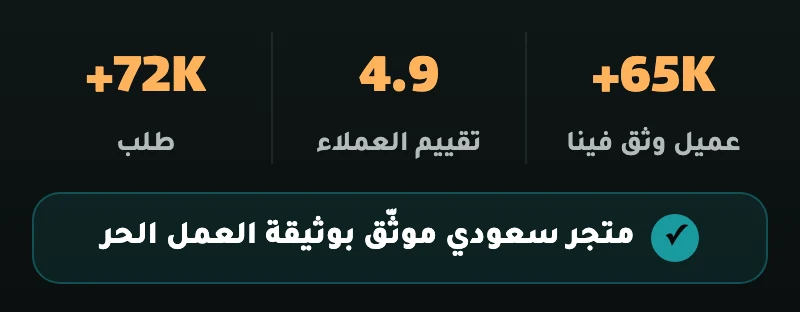 +65K
عميل وثق فينا
4.9
تقييم العملاء
+72K
طلب
متجر سعودي موثّق بوثيقة العمل الحر